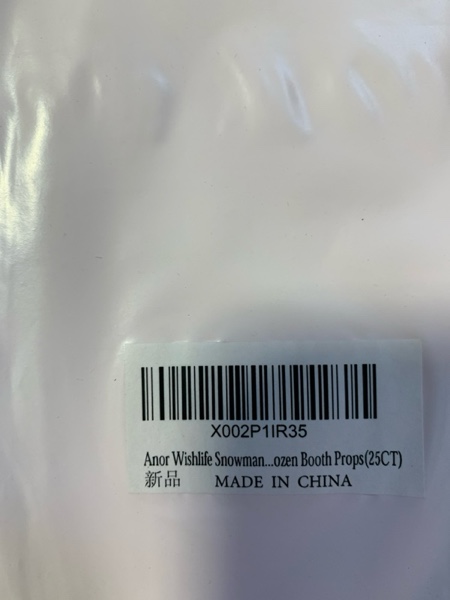 X002P1IR35
Anor Wishlife Snowman...ozen Booth Props(25CT)
新品 MADE IN CHINA